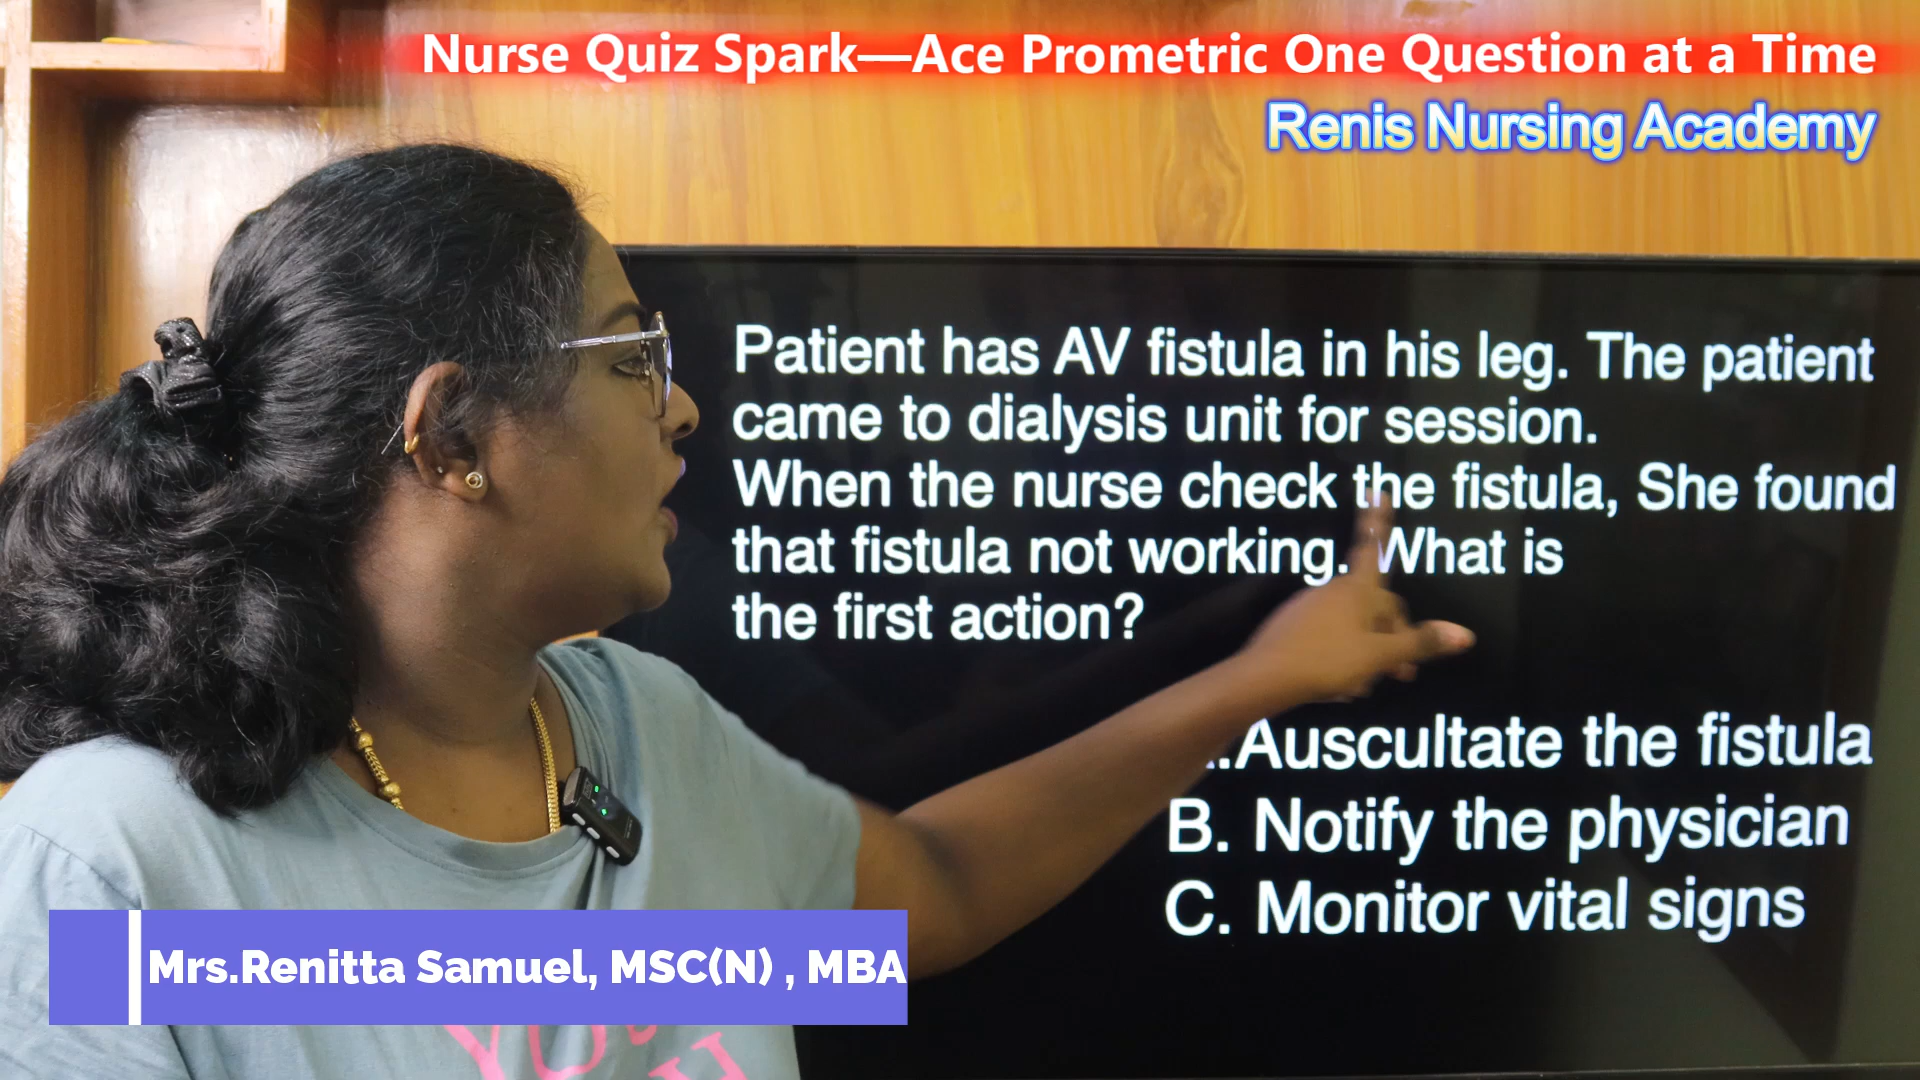 Nurse Quiz Spark—Ace Prometric One Question at a Time
Renis Nursing Academy
Patient has AV fistula in his leg. The patient
came to dialysis unit for session.
When the nurse check the fistula, She found
that fistula not working. What is
the first action?
.Auscultate the fistula
B. Notify the physician
C. Monitor vital signs
Mrs.Renitta Samuel, MSC(N) , MBA